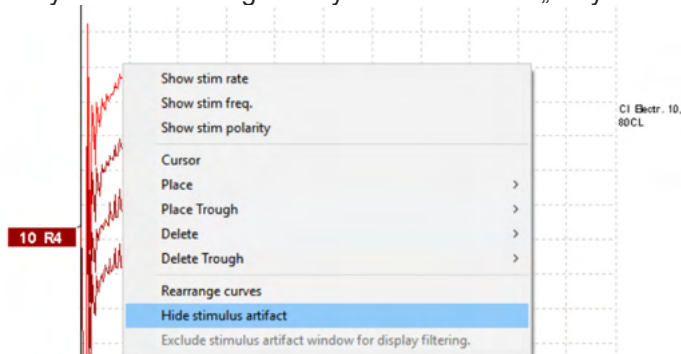 Show stim rate
Show stim freq.
Show stim polarity
CI Electr. 10,
80CL
Cursor
Place
Place Trough
10 R4
Delete
Delete Trough
Rearrange curves
Hide stimulus artifact
Exclude stimulus artifact window for display filtering.